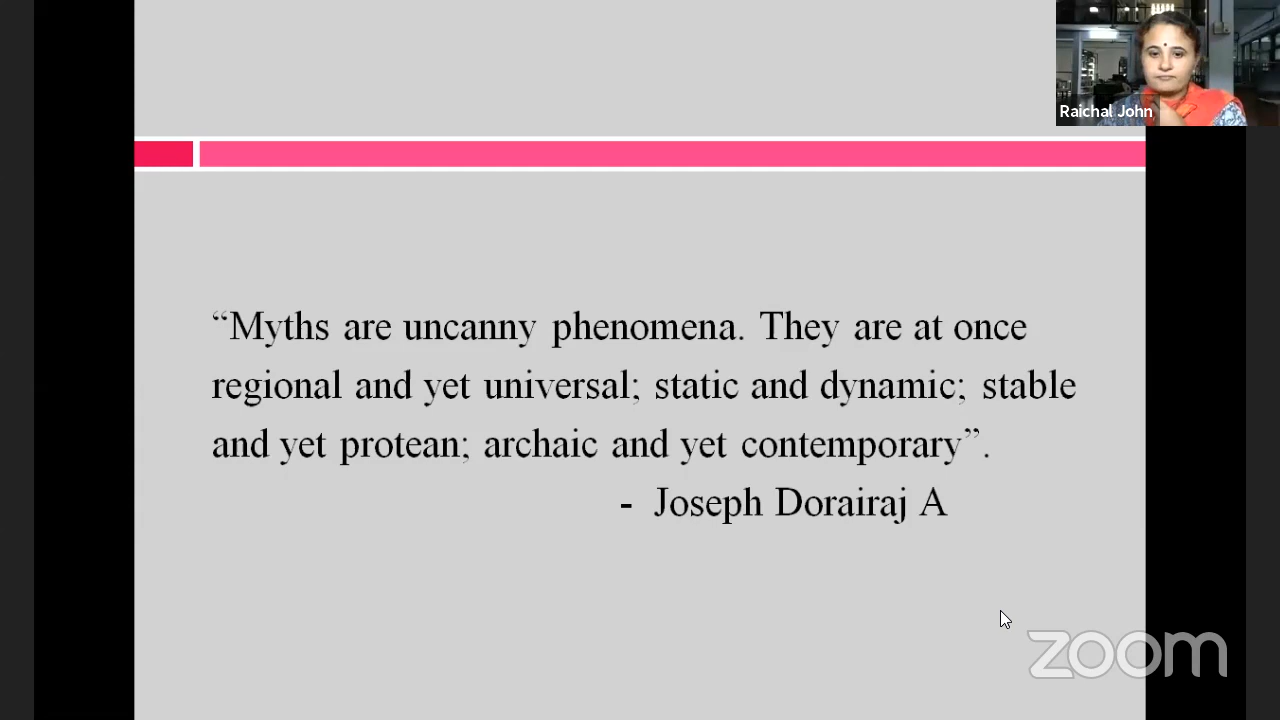 Raichal John
“Myths are uncanny phenomena. They are at once
regional and yet universal; static and dynamic; stable
and yet protean; archaic and yet contemporary”.
- Joseph Dorairaj A
zoom